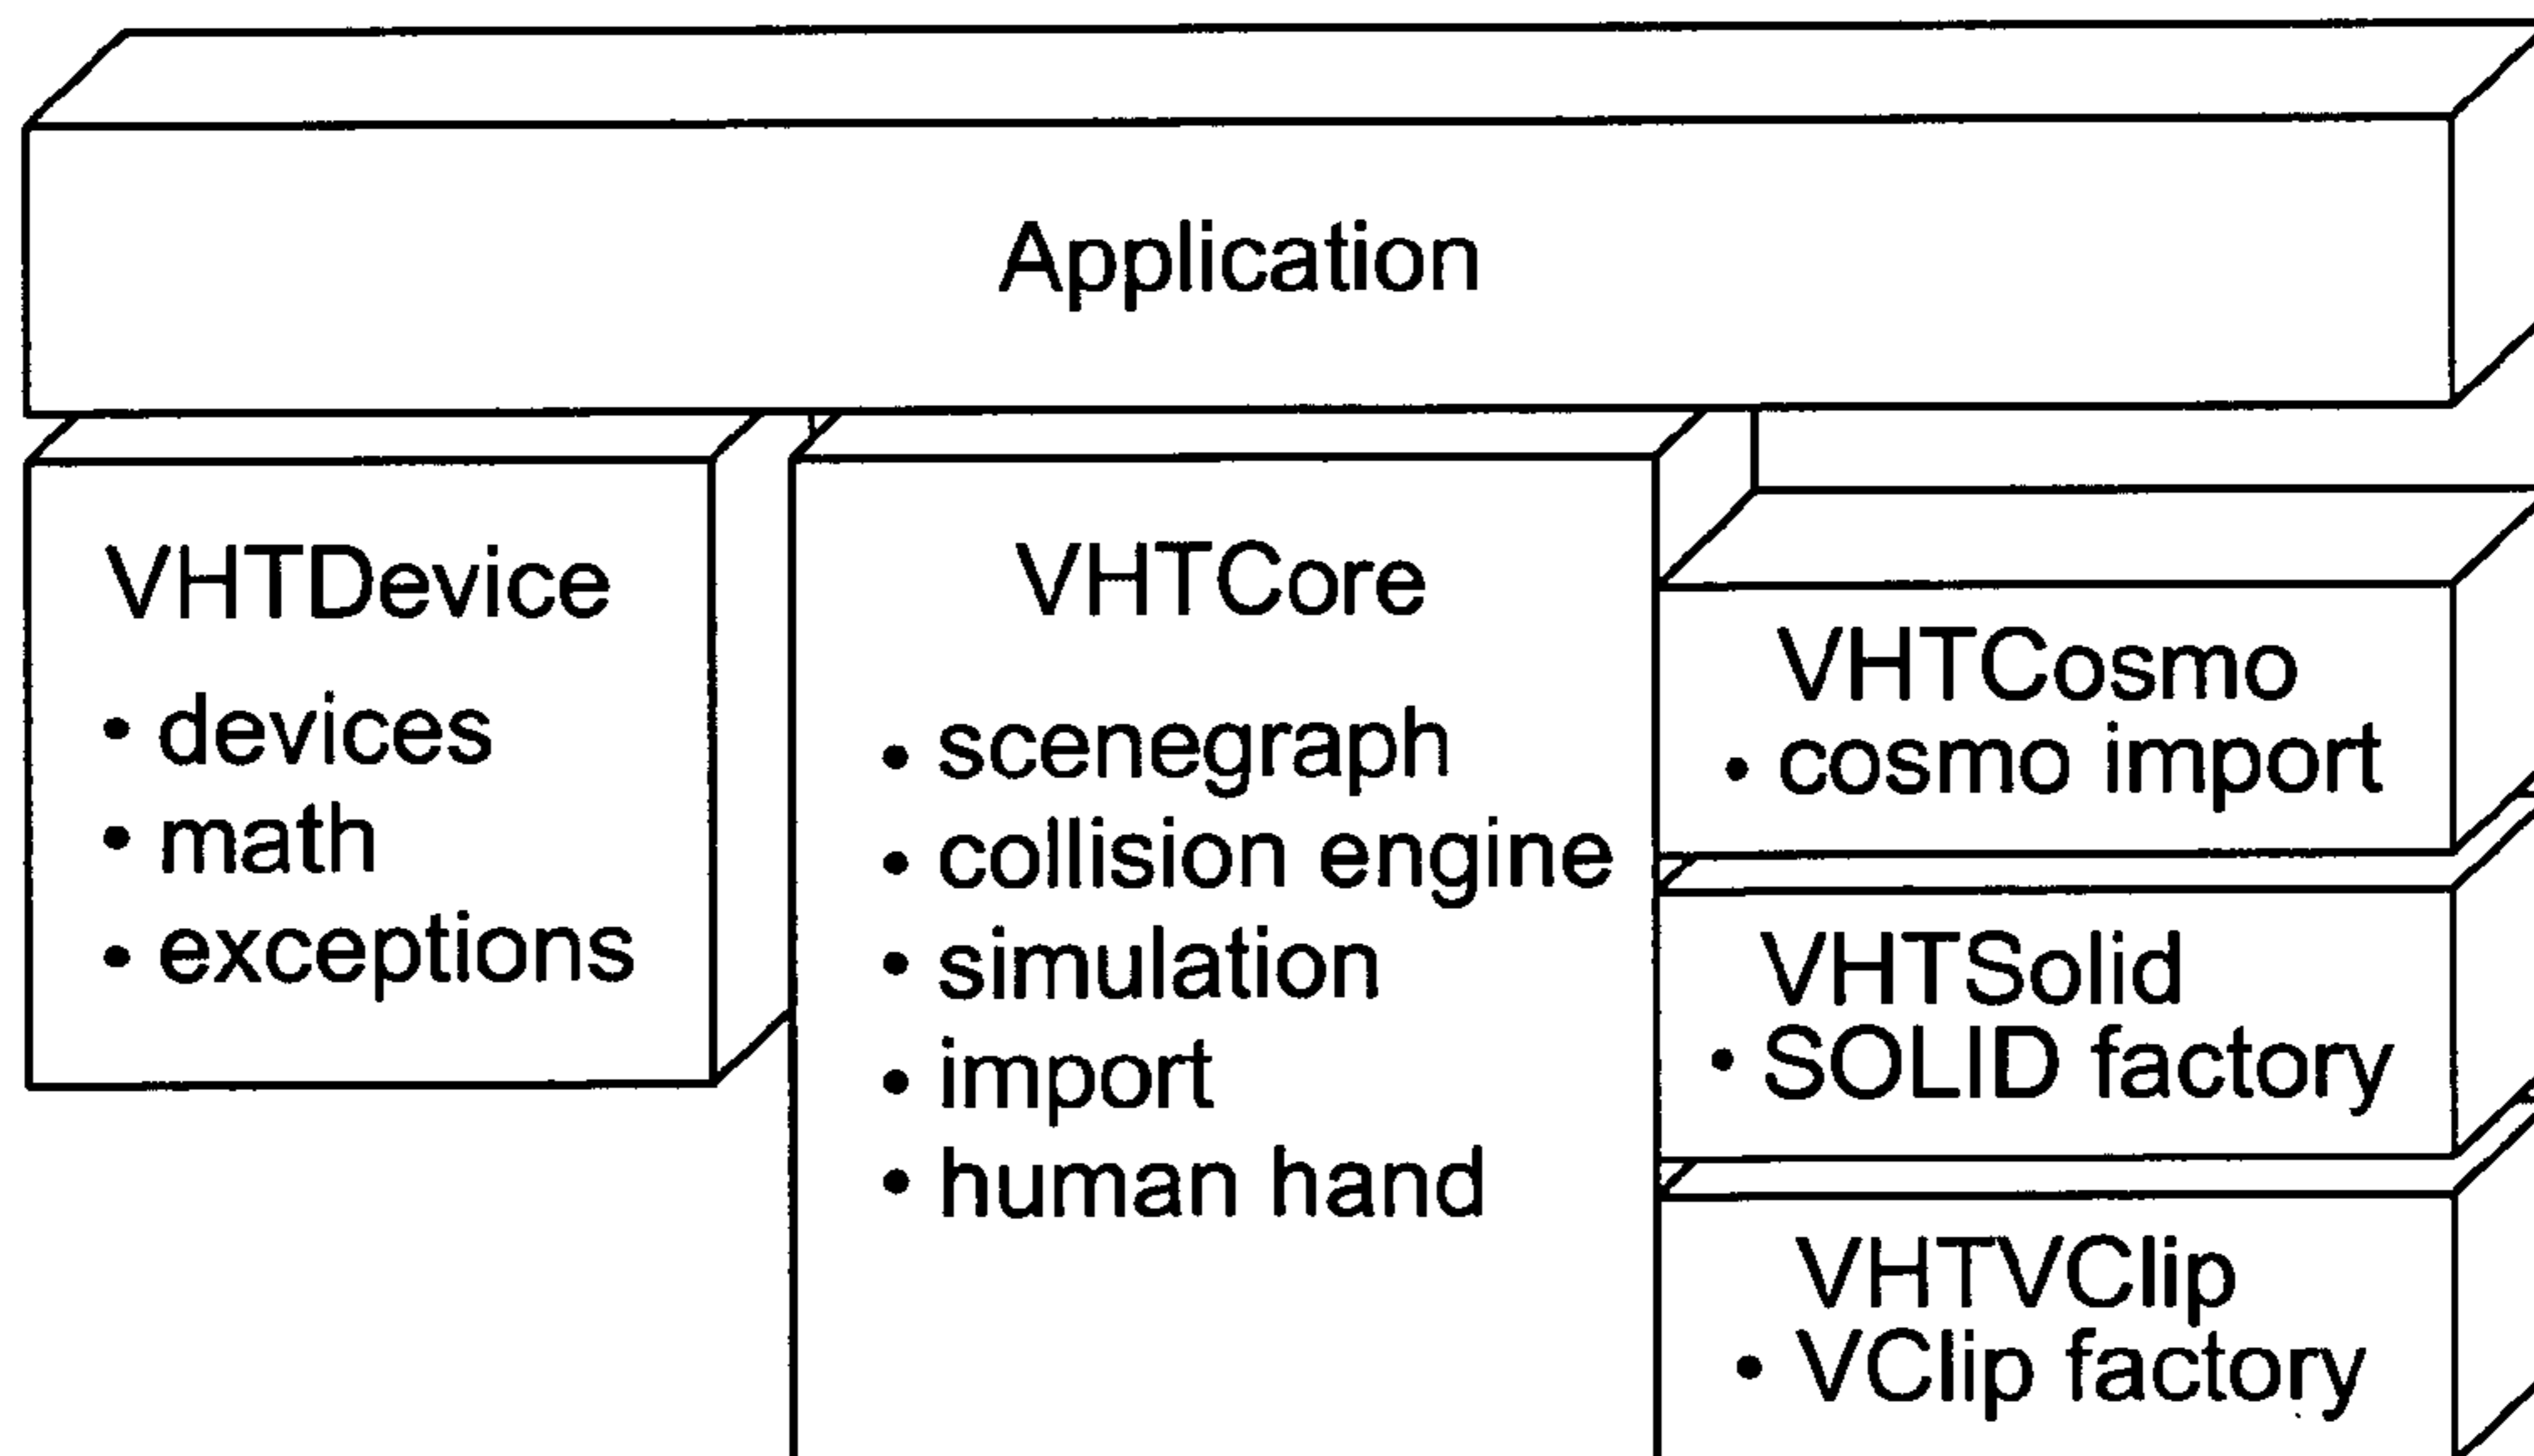 Application
VHTDevice
• devices
• math
• exceptions
VHTCore
• scenegraph
• collision engine
• simulation
• import
• human hand
VHTCosmo
• cosmo import
VHTSolid
• SOLID factory
VHTVClip
• VClip factory